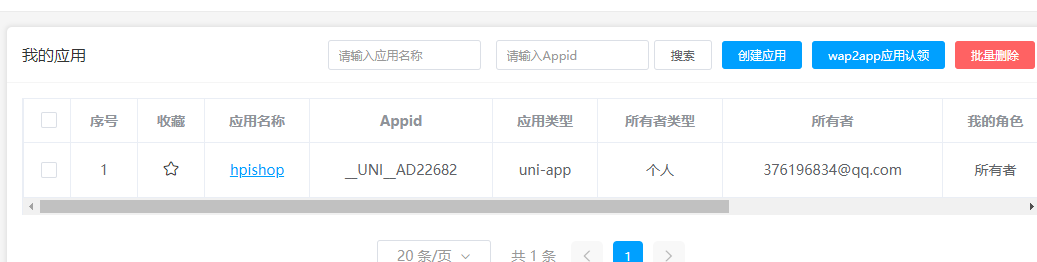 我的应用 请输入应用名称 请输入Appid 搜索 创建应用 wap2app应用认领 批量删除
序号 收藏 应用名称 Appid 应用类型 所有者类型 所有者 我的角色
1 hpishop __UNI__AD22682 uni-app 个人 376196834@qq.com 所有者
20 条/页 共 1 条 1